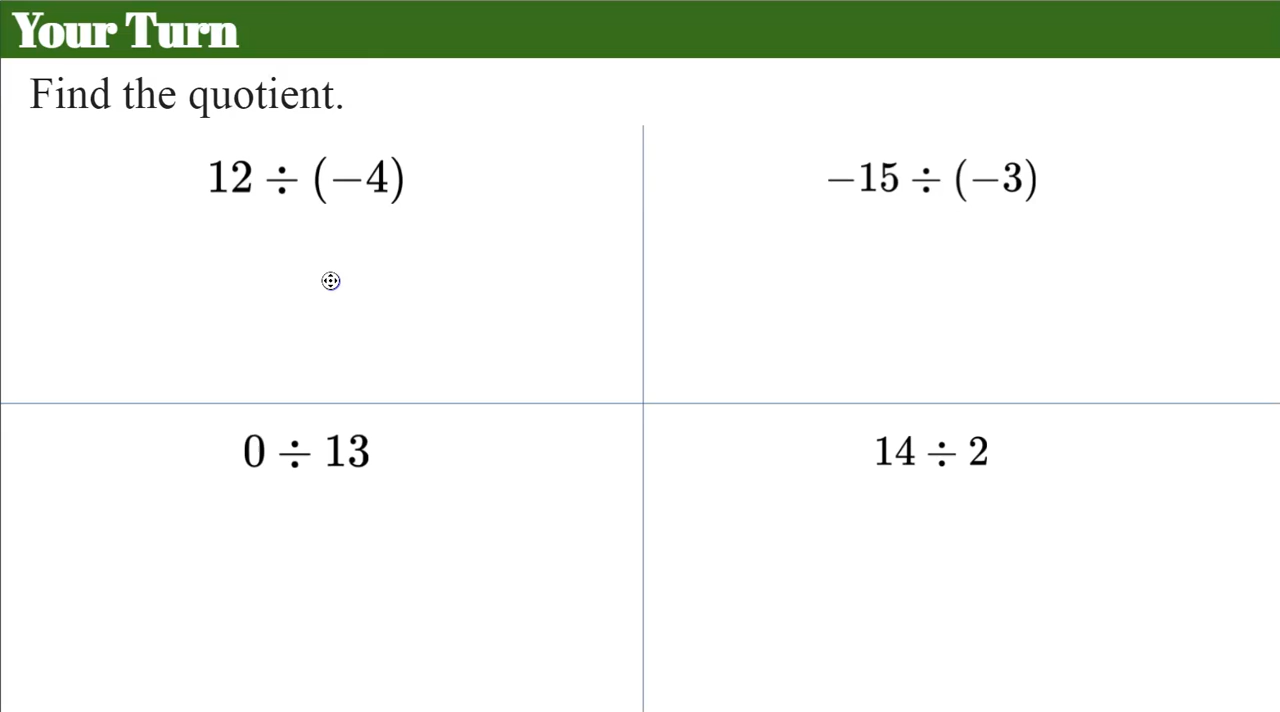 Your Turn
Find the quotient.
12 ÷ (−4)
−15 ÷ (−3)
0 ÷ 13
14 ÷ 2